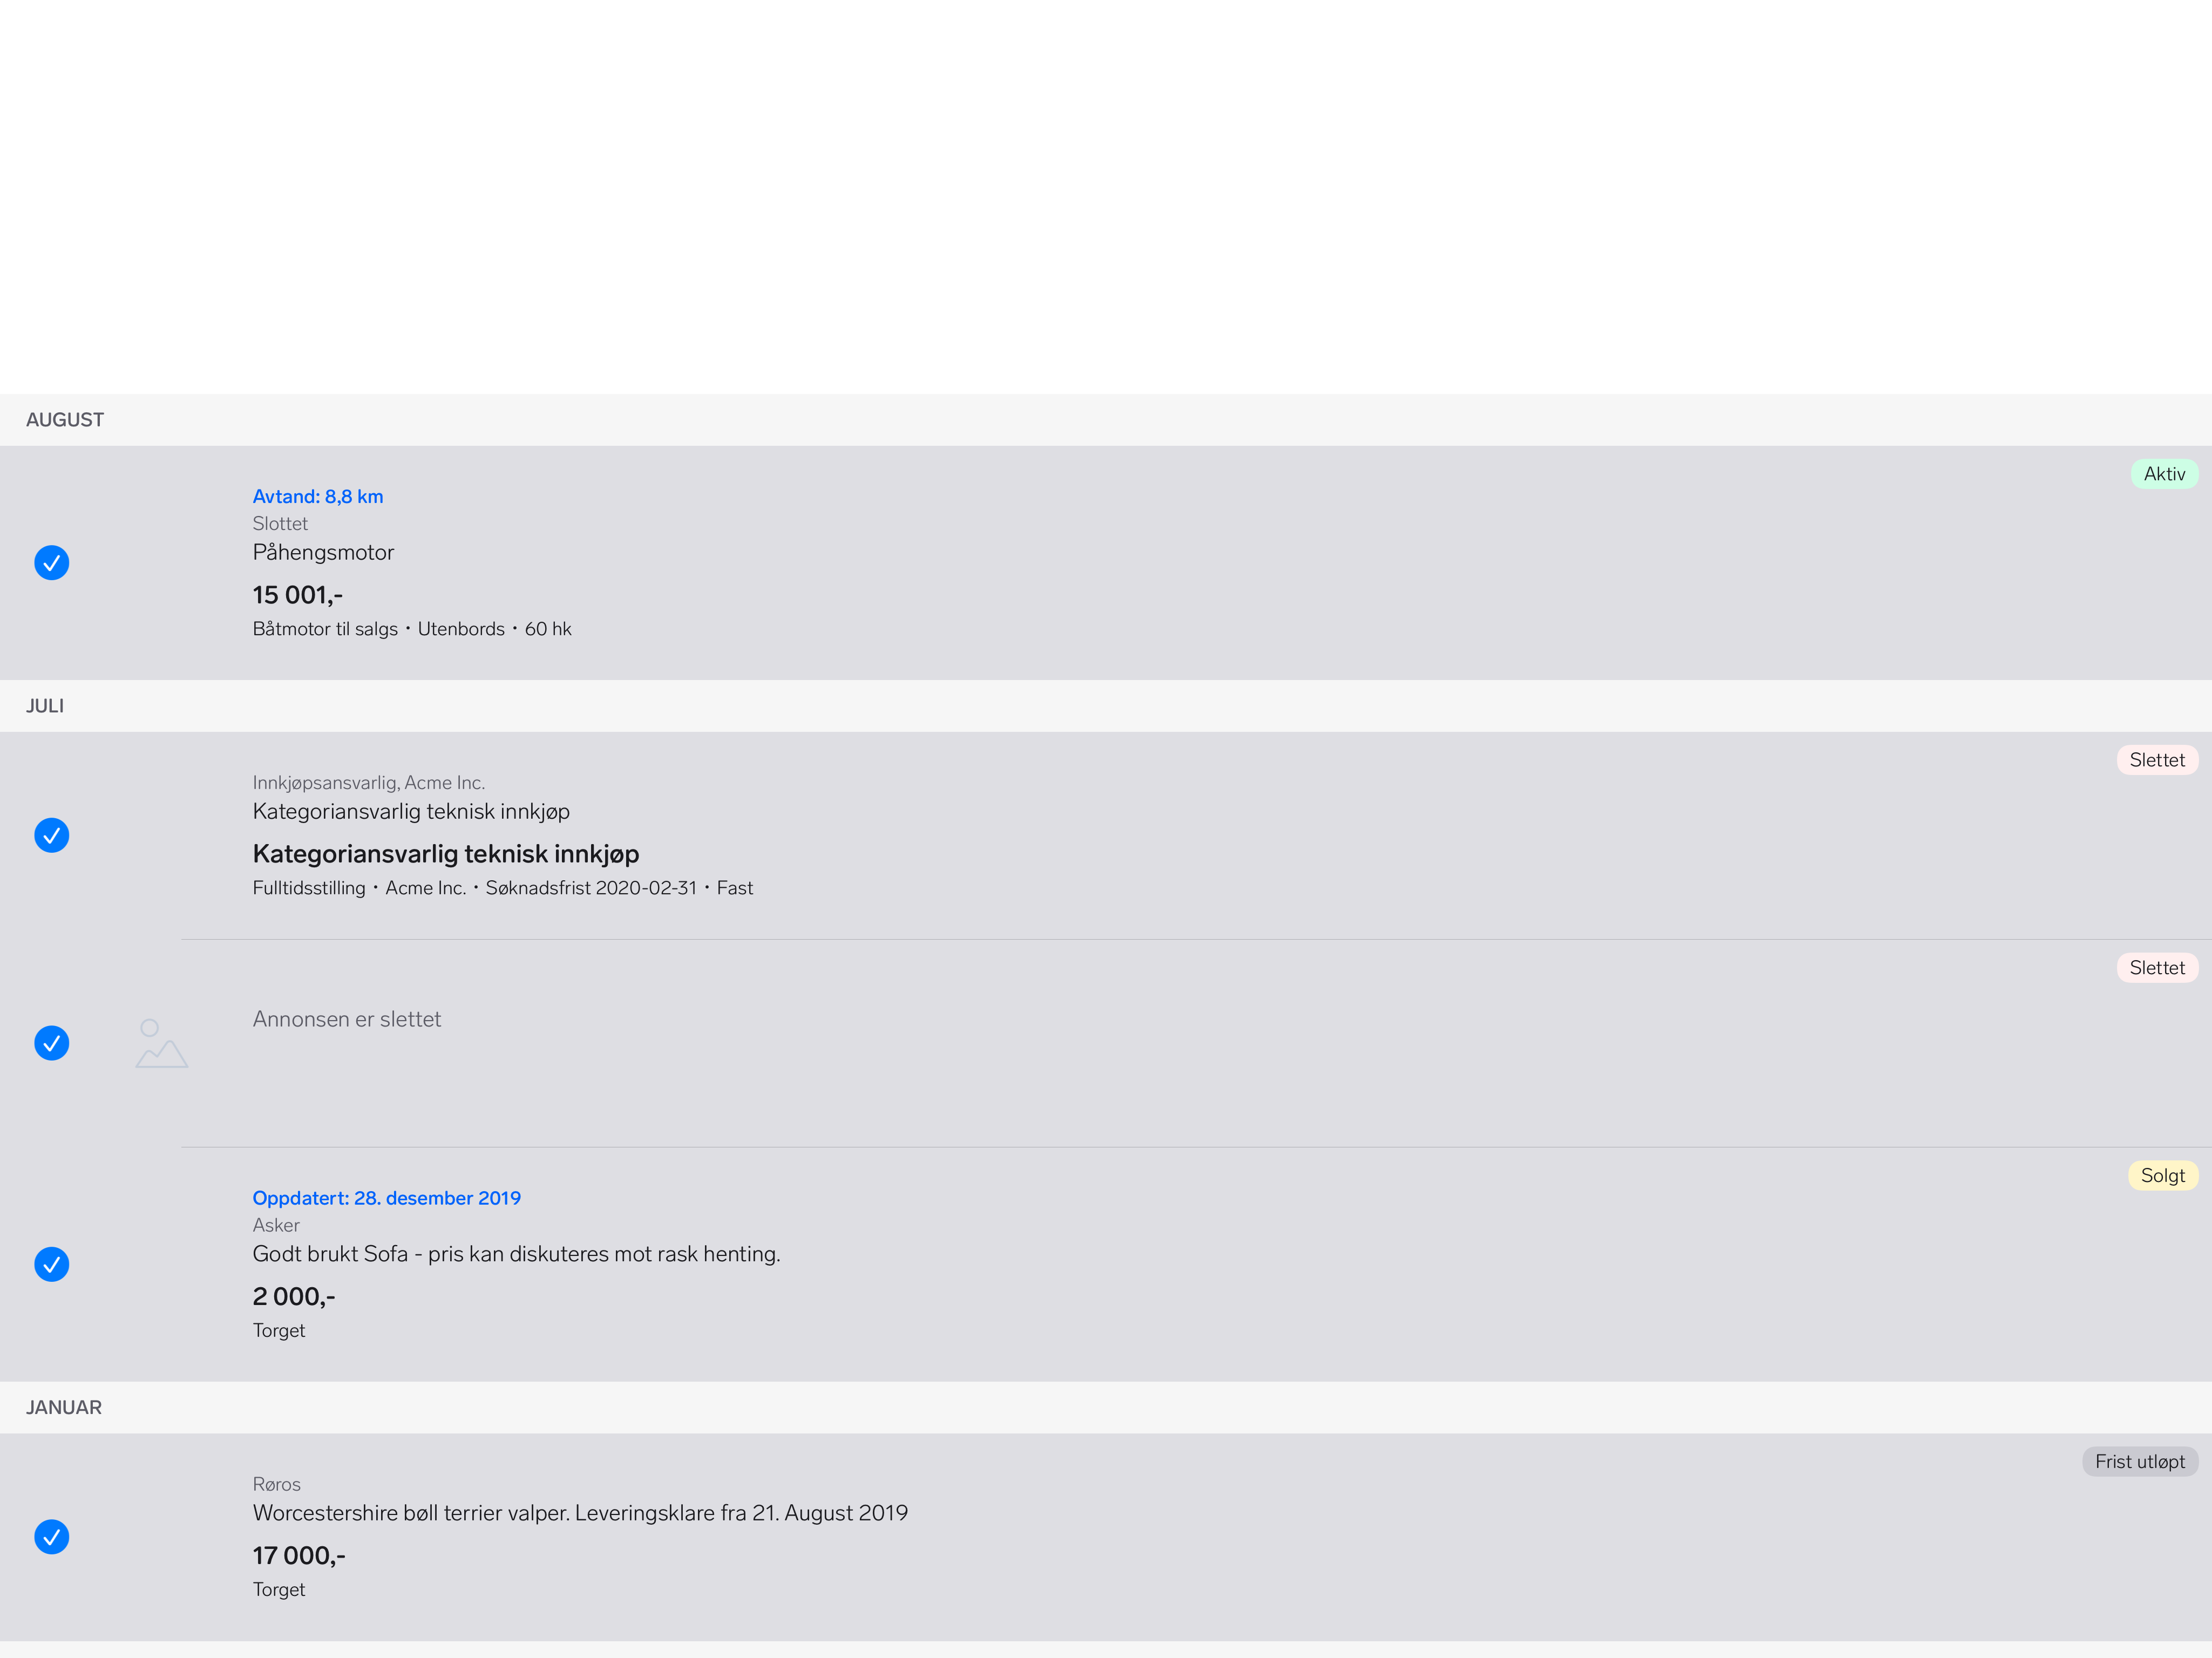 AUGUST
Aktiv
Avtand: 8,8 km
Slottet
Påhengsmotor
15 001,-
Båtmotor til salgs • Utenbords • 60 hk
JULI
Slettet
Innkjøpsansvarlig, Acme Inc.
Kategoriansvarlig teknisk innkjøp
Kategoriansvarlig teknisk innkjøp
Fulltidsstilling • Acme Inc. • Søknadsfrist 2020-02-31 • Fast
Slettet
Annonsen er slettet
Solgt
Oppdatert: 28. desember 2019
Asker
Godt brukt Sofa - pris kan diskuteres mot rask henting.
2 000,-
Torget
JANUAR
Frist utløpt
Røros
Worcestershire bøll terrier valper. Leveringsklare fra 21. August 2019
17 000,-
Torget